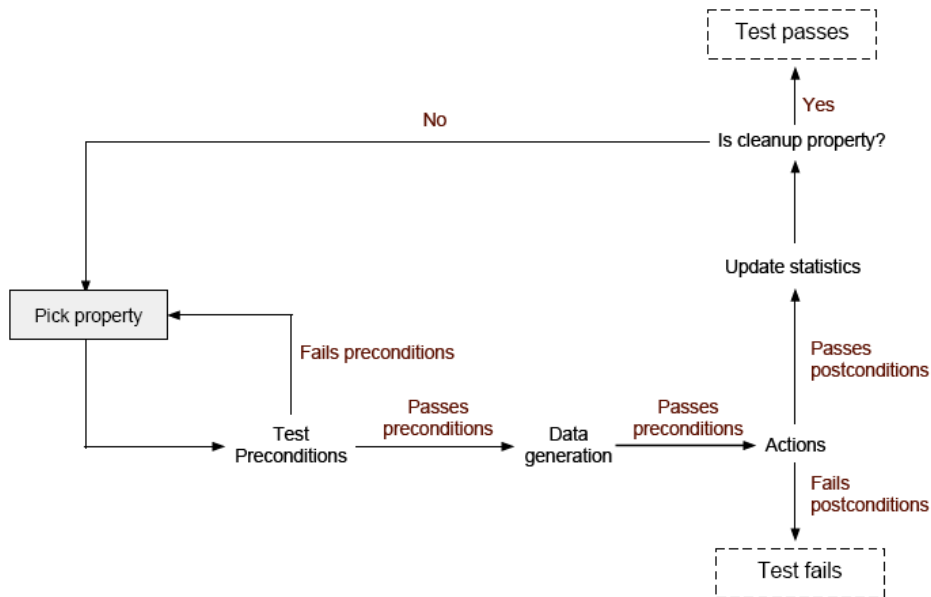 Test passes
Yes
No
Is cleanup property?
Update statistics
Pick property
Fails preconditions
Passes
postconditions
Passes
preconditions
Passes
preconditions
Test
Preconditions
Data
generation
Actions
Fails
postconditions
Test fails